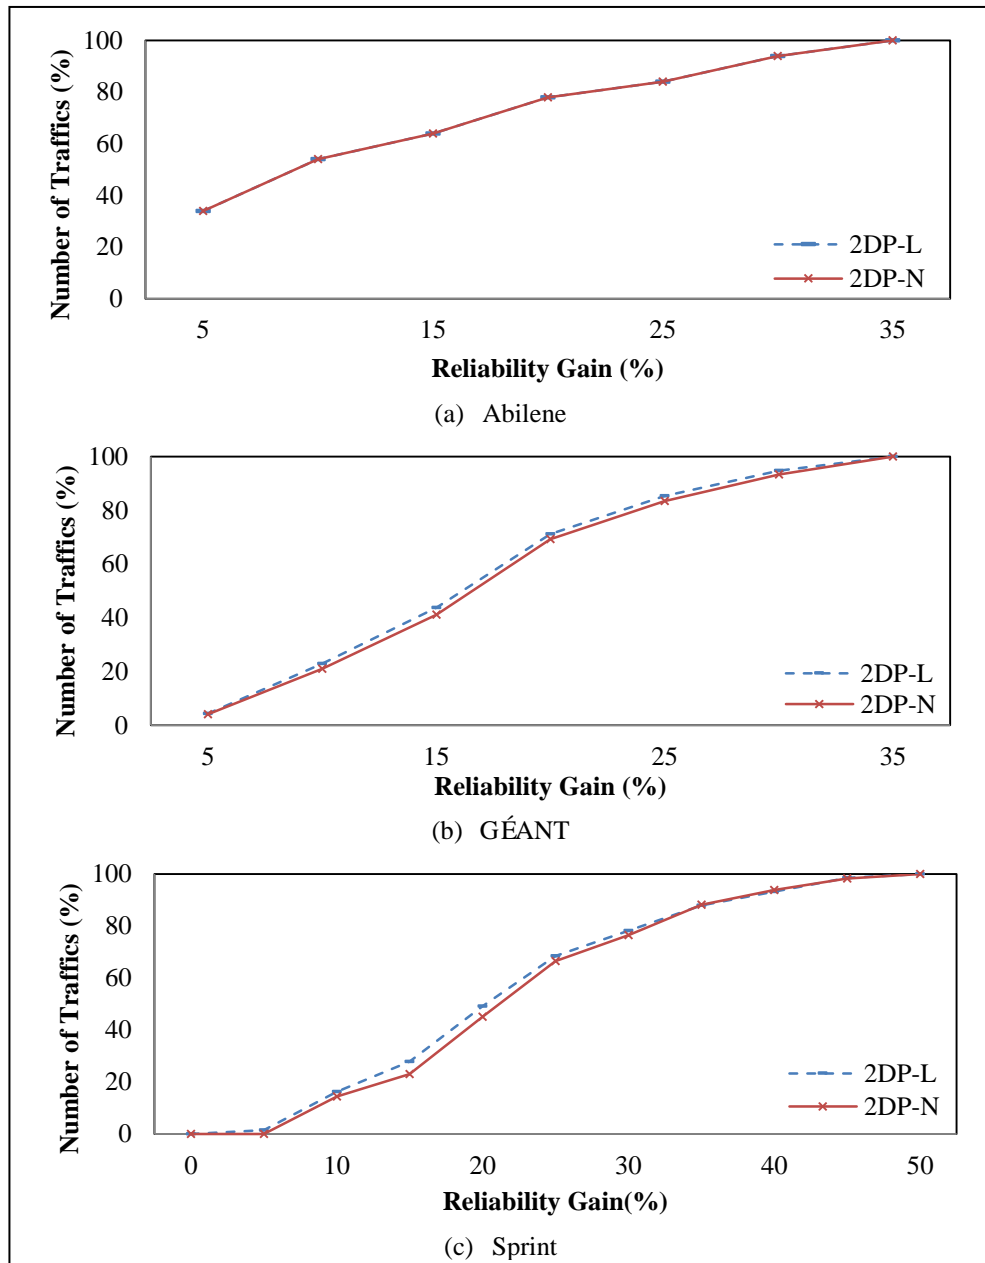 100
80
60
40
20
0
Number of Traffics (%)
2DP-L
2DP-N
5 15 25 35
Reliability Gain (%)
(a) Abilene
100
80
60
40
20
0
Number of Traffics (%)
2DP-L
2DP-N
5 15 25 35
Reliability Gain (%)
(b) GÉANT
100
80
60
40
20
0
Number of Traffics (%)
2DP-L
2DP-N
0 10 20 30 40 50
Reliability Gain(%)
(c) Sprint